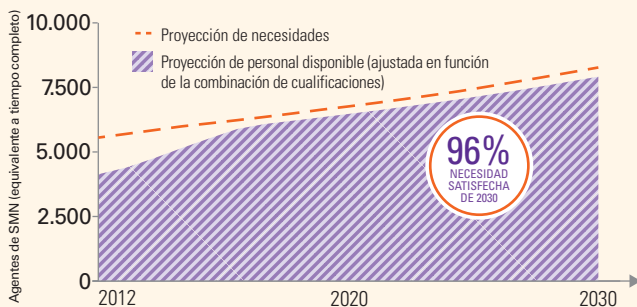 Agentes de SMN (equivalente a tiempo completo)
10.000
7.500
5.000
2.500
0
Proyección de necesidades
Proyección de personal disponible (ajustada en función
de la combinación de cualificaciones)
96%
NECESIDAD
SATISFECHA
DE 2030
2012
2020
2030